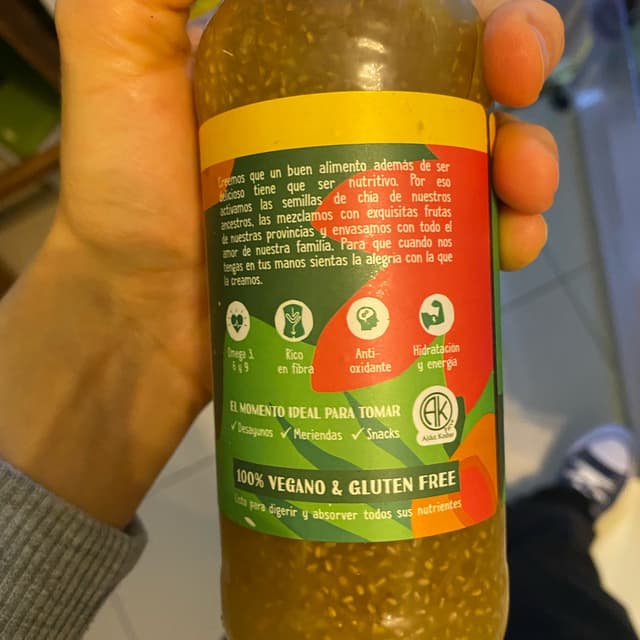 Creemos que un buen alimento además de ser
delicioso tiene que ser nutritivo. Por eso
activamos las semillas de chía de nuestros
ancestros, las mezclamos con exquisitas frutas
de nuestras provincias y envasamos con todo el
amor de nuestra familia. Para que cuando nos
tengas en tus manos sientas la alegría con la que
la creamos.
Omega 3,
6 y 9
Rico
en fibra
Anti-
oxidante
Hidratación
y energía
EL MOMENTO IDEAL PARA TOMAR
✓ Desayunos ✓ Meriendas ✓ Snacks
AK
Ajdut Kosher
100% VEGANO & GLUTEN FREE
Listo para digerir y absorver todos sus nutrientes